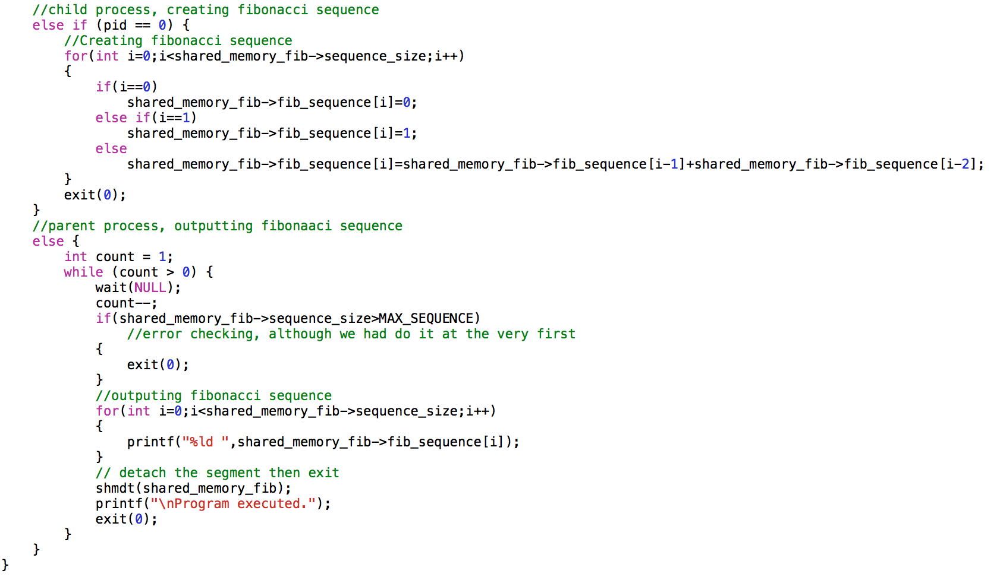 //child process, creating fibonacci sequence
else if (pid == 0) {
//Creating fibonacci sequence
for(int i=0;i<shared_memory_fib->sequence_size;i++)
{
if(i==0)
shared_memory_fib->fib_sequence[i]=0;
else if(i==1)
shared_memory_fib->fib_sequence[i]=1;
else
shared_memory_fib->fib_sequence[i]=shared_memory_fib->fib_sequence[i-1]+shared_memory_fib->fib_sequence[i-2];
}
exit(0);
}
//parent process, outputting fibonaaci sequence
else {
int count = 1;
while (count > 0) {
wait(NULL);
count--;
if(shared_memory_fib->sequence_size>MAX_SEQUENCE)
//error checking, although we had do it at the very first
{
exit(0);
}
//outputing fibonacci sequence
for(int i=0;i<shared_memory_fib->sequence_size;i++)
{
printf("%ld ",shared_memory_fib->fib_sequence[i]);
}
// detach the segment then exit
shmdt(shared_memory_fib);
printf("\nProgram executed.");
exit(0);
}
}
}